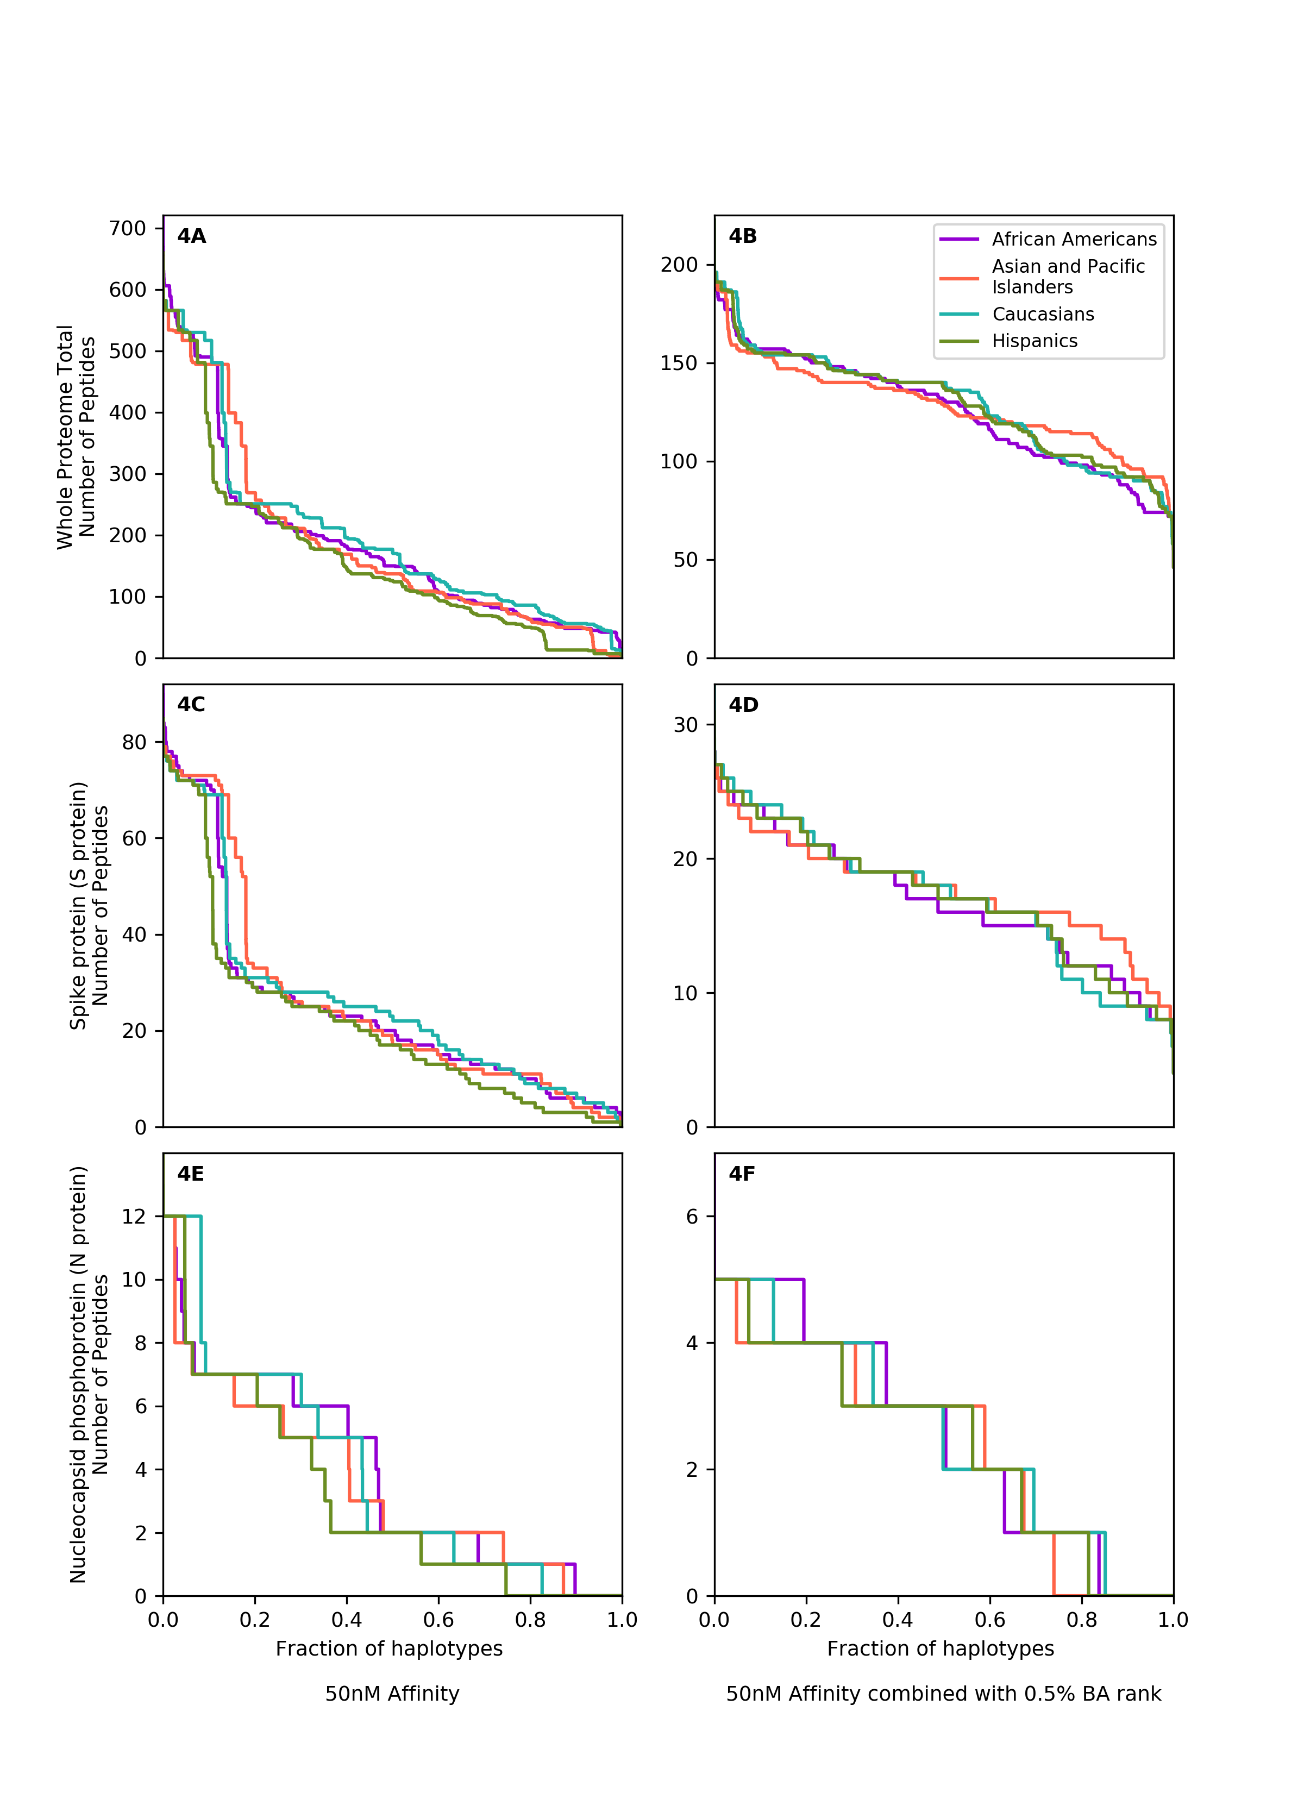 Whole Proteome Total
Number of Peptides
700
600
500
400
300
200
100
0
4A
200
150
100
50
0
4B
African Americans
Asian and Pacific
Islanders
Caucasians
Hispanics
Spike protein (S protein)
Number of Peptides
80
60
40
20
0
4C
30
20
10
0
4D
Nucleocapsid phosphoprotein (N protein)
Number of Peptides
12
10
8
6
4
2
0
4E
0.0 0.2 0.4 0.6 0.8 1.0
Fraction of haplotypes
50nM Affinity
6
4
2
0
4F
0.0 0.2 0.4 0.6 0.8 1.0
Fraction of haplotypes
50nM Affinity combined with 0.5% BA rank